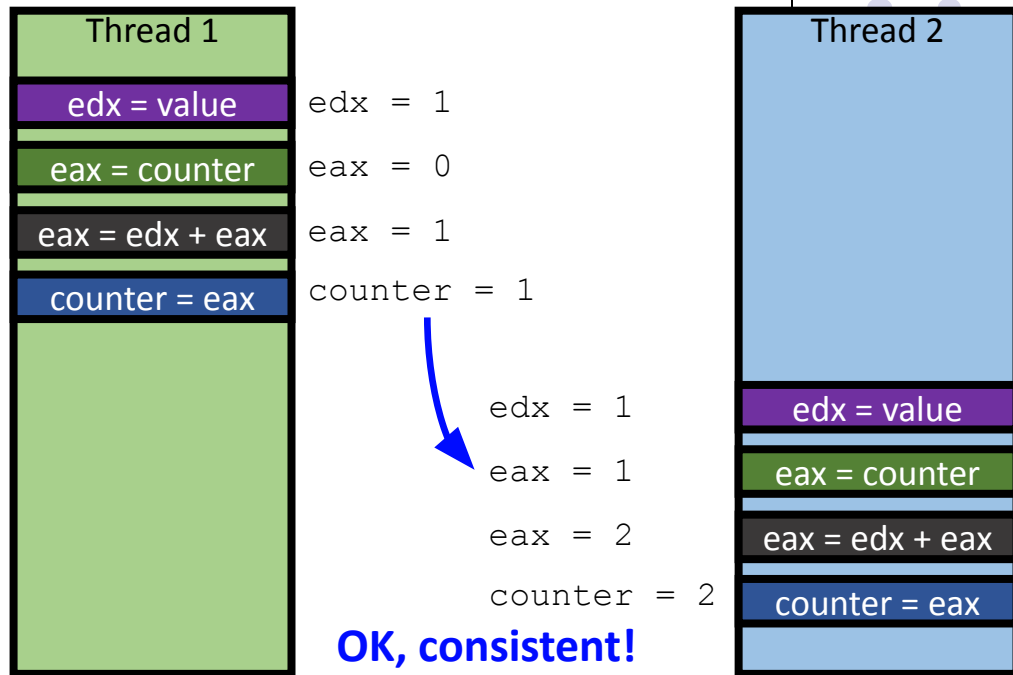 Thread 1
edx = value
edx = 1
eax = counter
eax = 0
eax = edx + eax
eax = 1
counter = eax
counter = 1
Thread 2
edx = 1
edx = value
eax = 1
eax = counter
eax = 2
eax = edx + eax
counter = 2
counter = eax
OK, consistent!